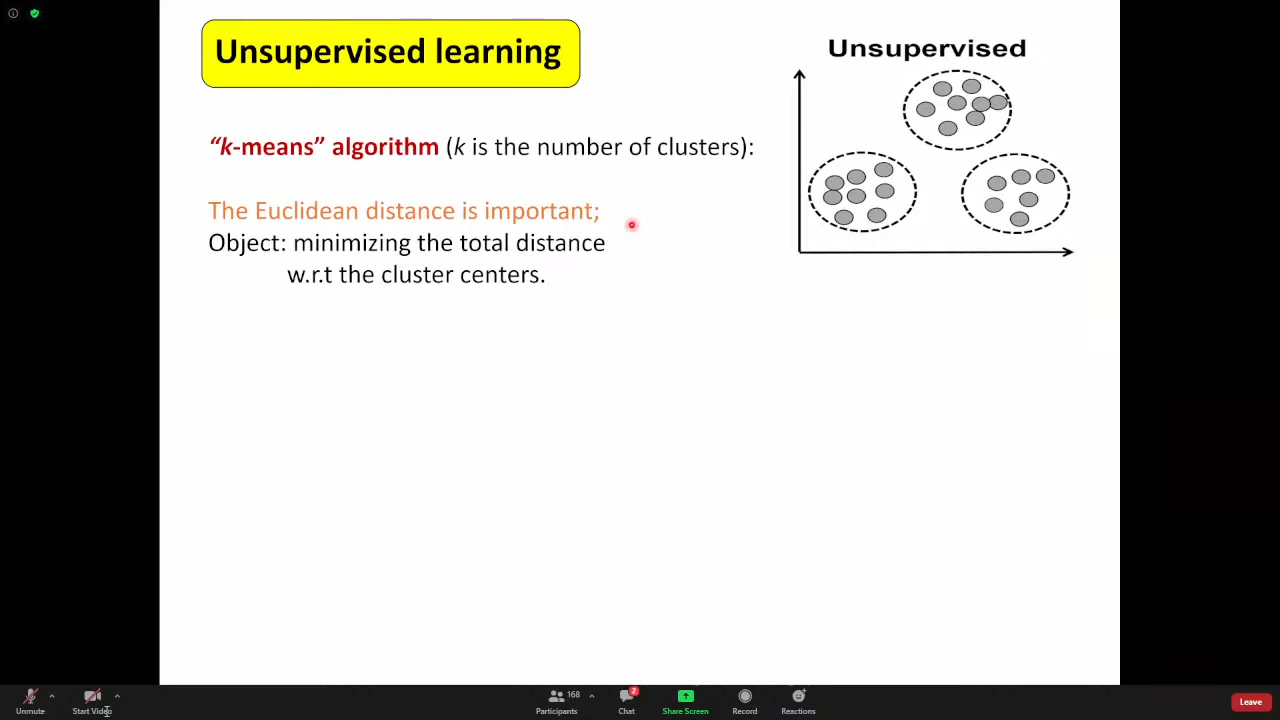 Unsupervised learning
Unsupervised
“k-means” algorithm (k is the number of clusters):
The Euclidean distance is important;
Object: minimizing the total distance
w.r.t the cluster centers.
Unmute
Start Video
168
Participants
2
Chat
Share Screen
Record
Reactions
Leave